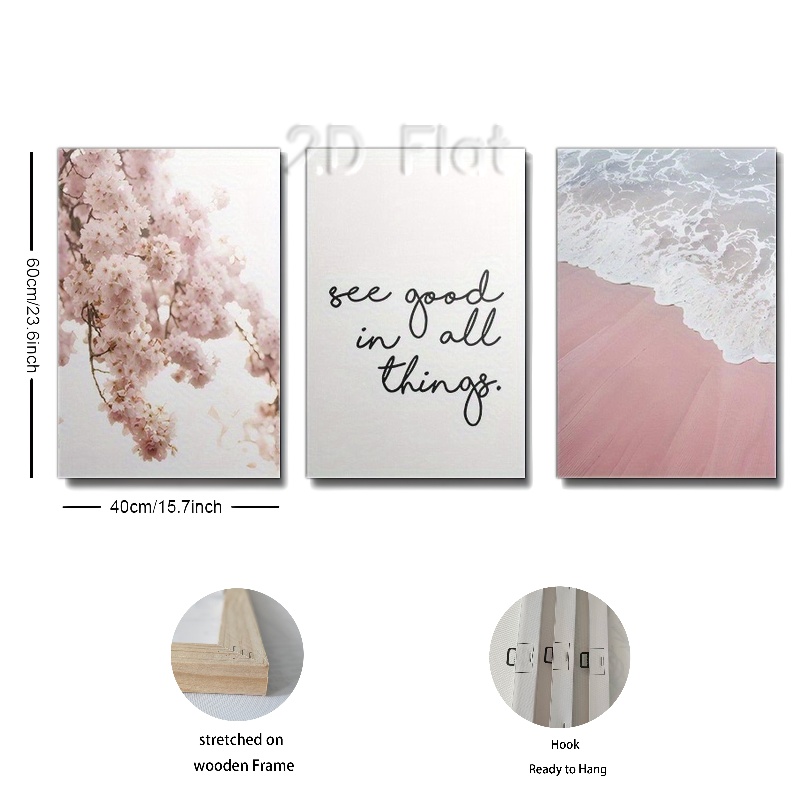 2D Flat
60cm/23.6inch
see good
in all
things.
40cm/15.7inch
stretched on
wooden Frame
Hook
Ready to Hang